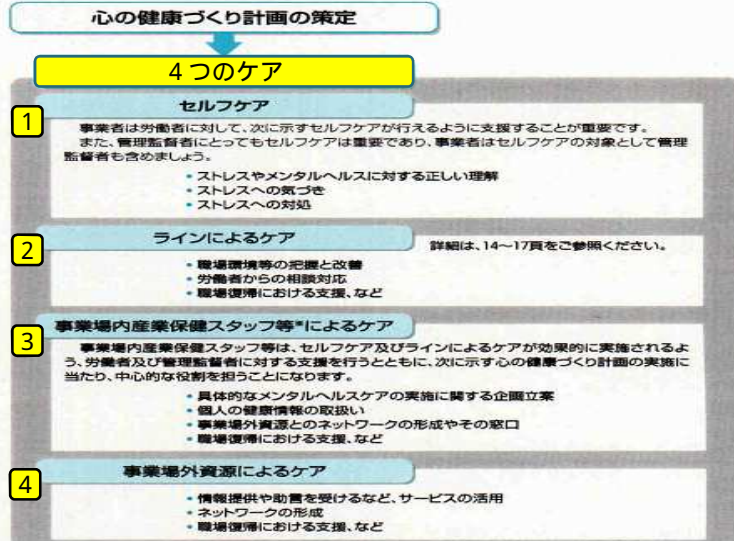 心の健康づくり計画の策定
4つのケア
1
セルフケア
事業者は労働者に対して、次に示すセルフケアが行えるように支援することが重要です。
また、管理監督者にとってもセルフケアは重要であり、事業者はセルフケアの対象として管理
監督者も含めましょう。
・ストレスやメンタルヘルスに対する正しい理解
・ストレスへの気づき
・ストレスへの対処
2
ラインによるケア
詳細は、14〜17頁をご参照ください。
・職場環境等の把握と改善
・労働者からの相談対応
・職場復帰における支援、など
3
事業場内産業保健スタッフ等*によるケア
事業場内産業保健スタッフ等は、セルフケア及びラインによるケアが効果的に実施されるよ
う、労働者及び管理監督者に対する支援を行うとともに、次に示す心の健康づくり計画の実施に
当たり、中心的な役割を担うことになります。
・具体的なメンタルヘルスケアの実施に関する企画立案
・個人の健康情報の取扱い
・事業場外資源とのネットワークの形成やその窓口
・職場復帰における支援、など
4
事業場外資源によるケア
・情報提供や助言を受けるなど、サービスの活用
・ネットワークの形成
・職場復帰における支援、など